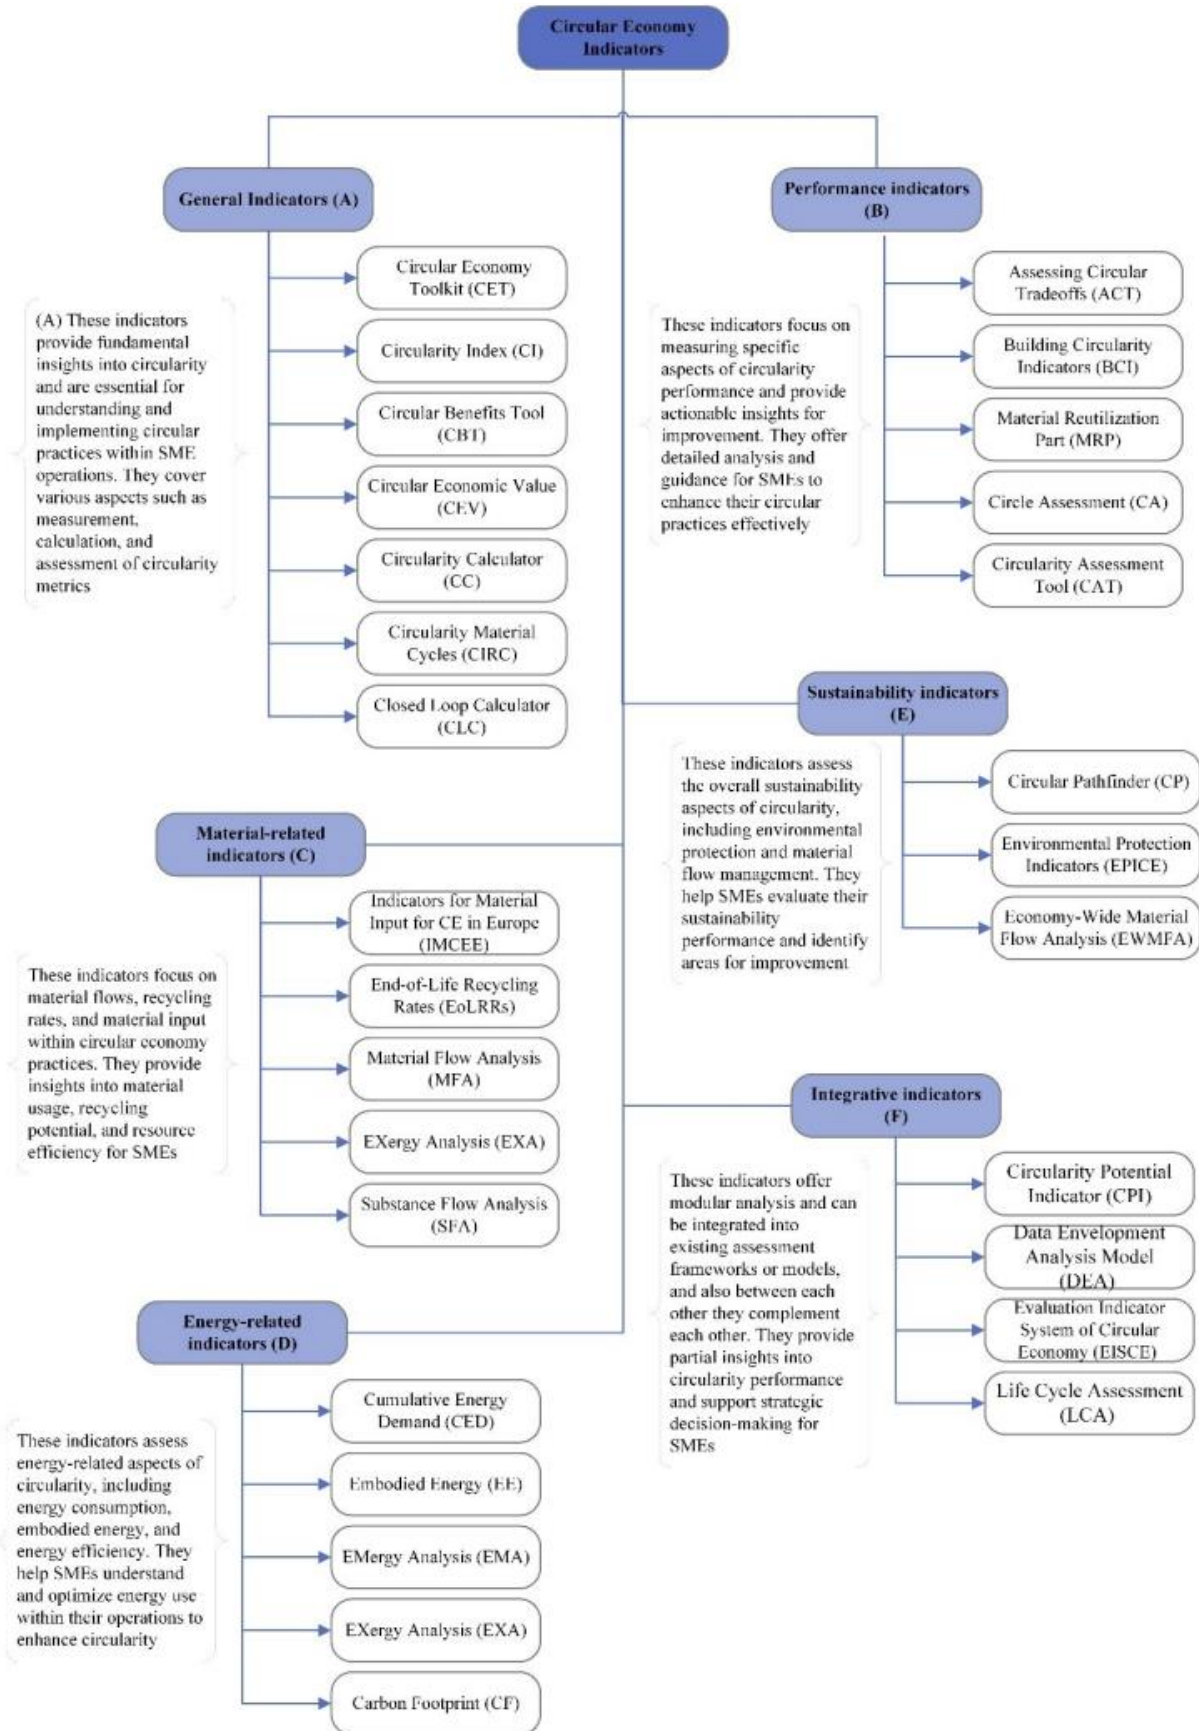 Circular Economy
Indicators
General Indicators (A)
Circular Economy
Toolkit (CET)
Circularity Index (CI)
Circular Benefits Tool
(CBT)
Circular Economic Value
(CEV)
Circularity Calculator
(CC)
Circularity Material
Cycles (CIRC)
Closed Loop Calculator
(CLC)
(A) These indicators
provide fundamental
insights into circularity
and are essential for
understanding and
implementing circular
practices within SME
operations. They cover
various aspects such as
measurement,
calculation, and
assessment of circularity
metrics
Performance indicators
(B)
Assessing Circular
Tradeoffs (ACT)
Building Circularity
Indicators (BCI)
Material Reutilization
Part (MRP)
Circle Assessment (CA)
Circularity Assessment
Tool (CAT)
These indicators focus on
measuring specific
aspects of circularity
performance and provide
actionable insights for
improvement. They offer
detailed analysis and
guidance for SMEs to
enhance their circular
practices effectively
Sustainability indicators
(E)
Circular Pathfinder (CP)
Environmental Protection
Indicators (EPICE)
Economy-Wide Material
Flow Analysis (EWMFA)
These indicators assess
the overall sustainability
aspects of circularity,
including environmental
protection and material
flow management. They
help SMEs evaluate their
sustainability
performance and identify
areas for improvement
Material-related
indicators (C)
Indicators for Material
Input for CE in Europe
(IMCEE)
End-of-Life Recycling
Rates (EoLRRs)
Material Flow Analysis
(MFA)
EXergy Analysis (EXA)
Substance Flow Analysis
(SFA)
These indicators focus on
material flows, recycling
rates, and material input
within circular economy
practices. They provide
insights into material
usage, recycling
potential, and resource
efficiency for SMEs
Integrative indicators
(F)
Circularity Potential
Indicator (CPI)
Data Envelopment
Analysis Model
(DEA)
Evaluation Indicator
System of Circular
Economy (EISCE)
Life Cycle Assessment
(LCA)
These indicators offer
modular analysis and can
be integrated into
existing assessment
frameworks or models,
and also between each
other they complement
each other. They provide
partial insights into
circularity performance
and support strategic
decision-making for
SMEs
Energy-related
indicators (D)
Cumulative Energy
Demand (CED)
Embodied Energy (EE)
EMergy Analysis (EMA)
EXergy Analysis (EXA)
Carbon Footprint (CF)
These indicators assess
energy-related aspects of
circularity, including
energy consumption,
embodied energy, and
energy efficiency. They
help SMEs understand
and optimize energy use
within their operations to
enhance circularity